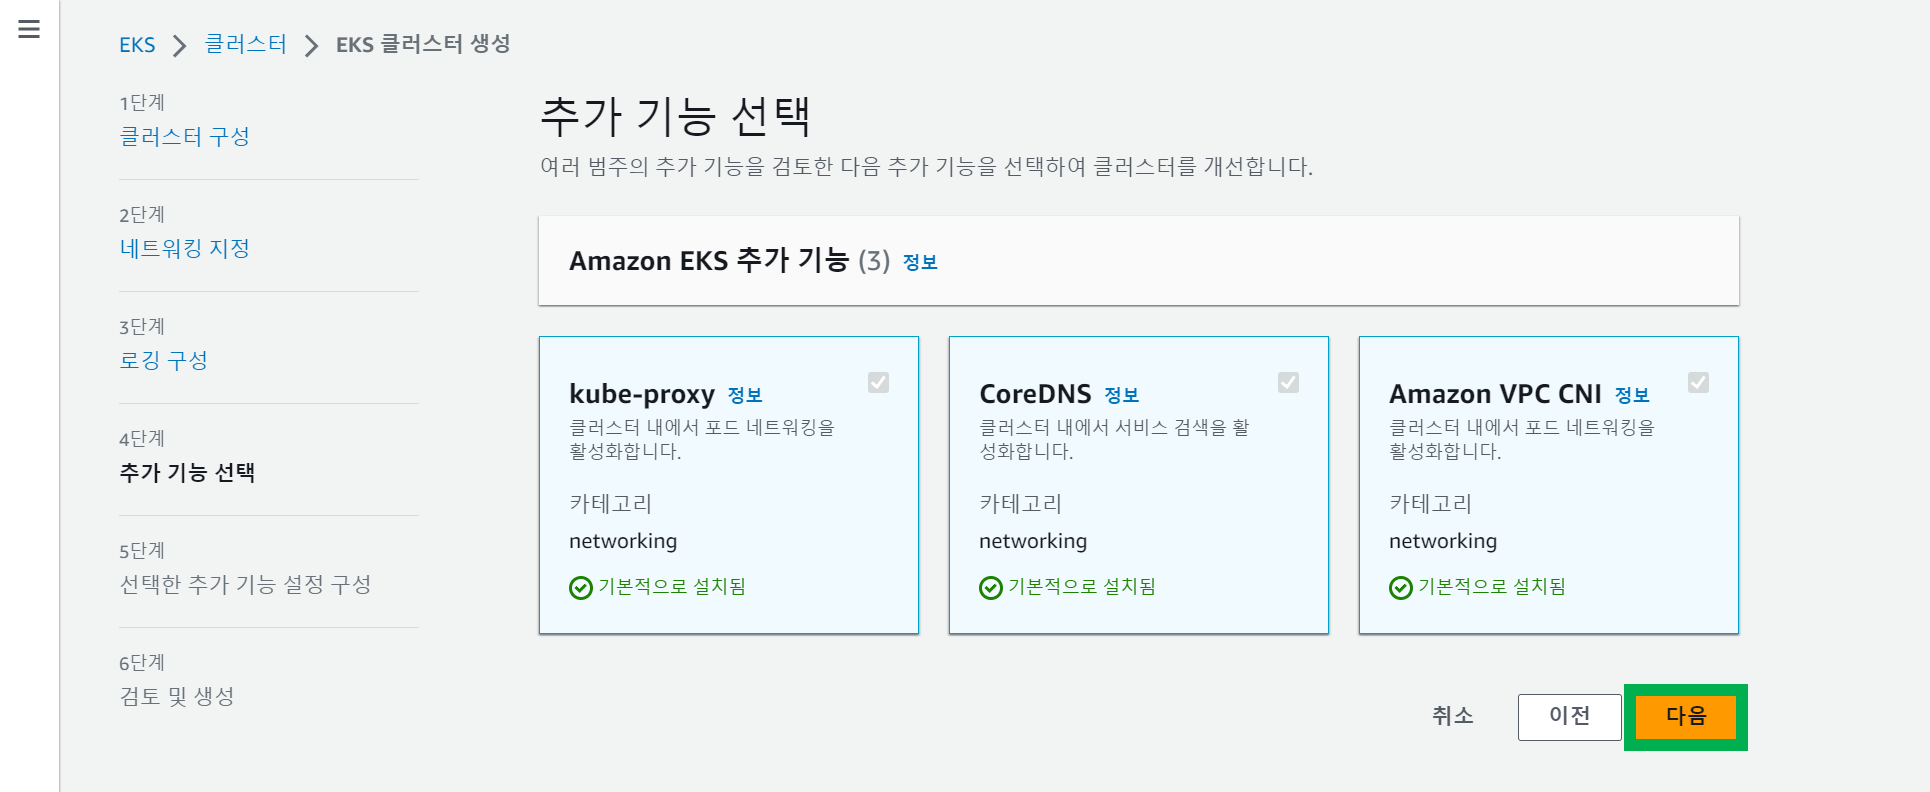 EKS > 클러스터 > EKS 클러스터 생성
1단계
클러스터 구성
2단계
네트워킹 지정
3단계
로깅 구성
4단계
추가 기능 선택
5단계
선택한 추가 기능 설정 구성
6단계
검토 및 생성
추가 기능 선택
여러 범주의 추가 기능을 검토한 다음 추가 기능을 선택하여 클러스터를 개선합니다.
Amazon EKS 추가 기능 (3) 정보
kube-proxy 정보
클러스터 내에서 포드 네트워킹을
활성화합니다.
카테고리
networking
기본적으로 설치됨
CoreDNS 정보
클러스터 내에서 서비스 검색을 활
성화합니다.
카테고리
networking
기본적으로 설치됨
Amazon VPC CNI 정보
클러스터 내에서 포드 네트워킹을
활성화합니다.
카테고리
networking
기본적으로 설치됨
취소 이전 다음